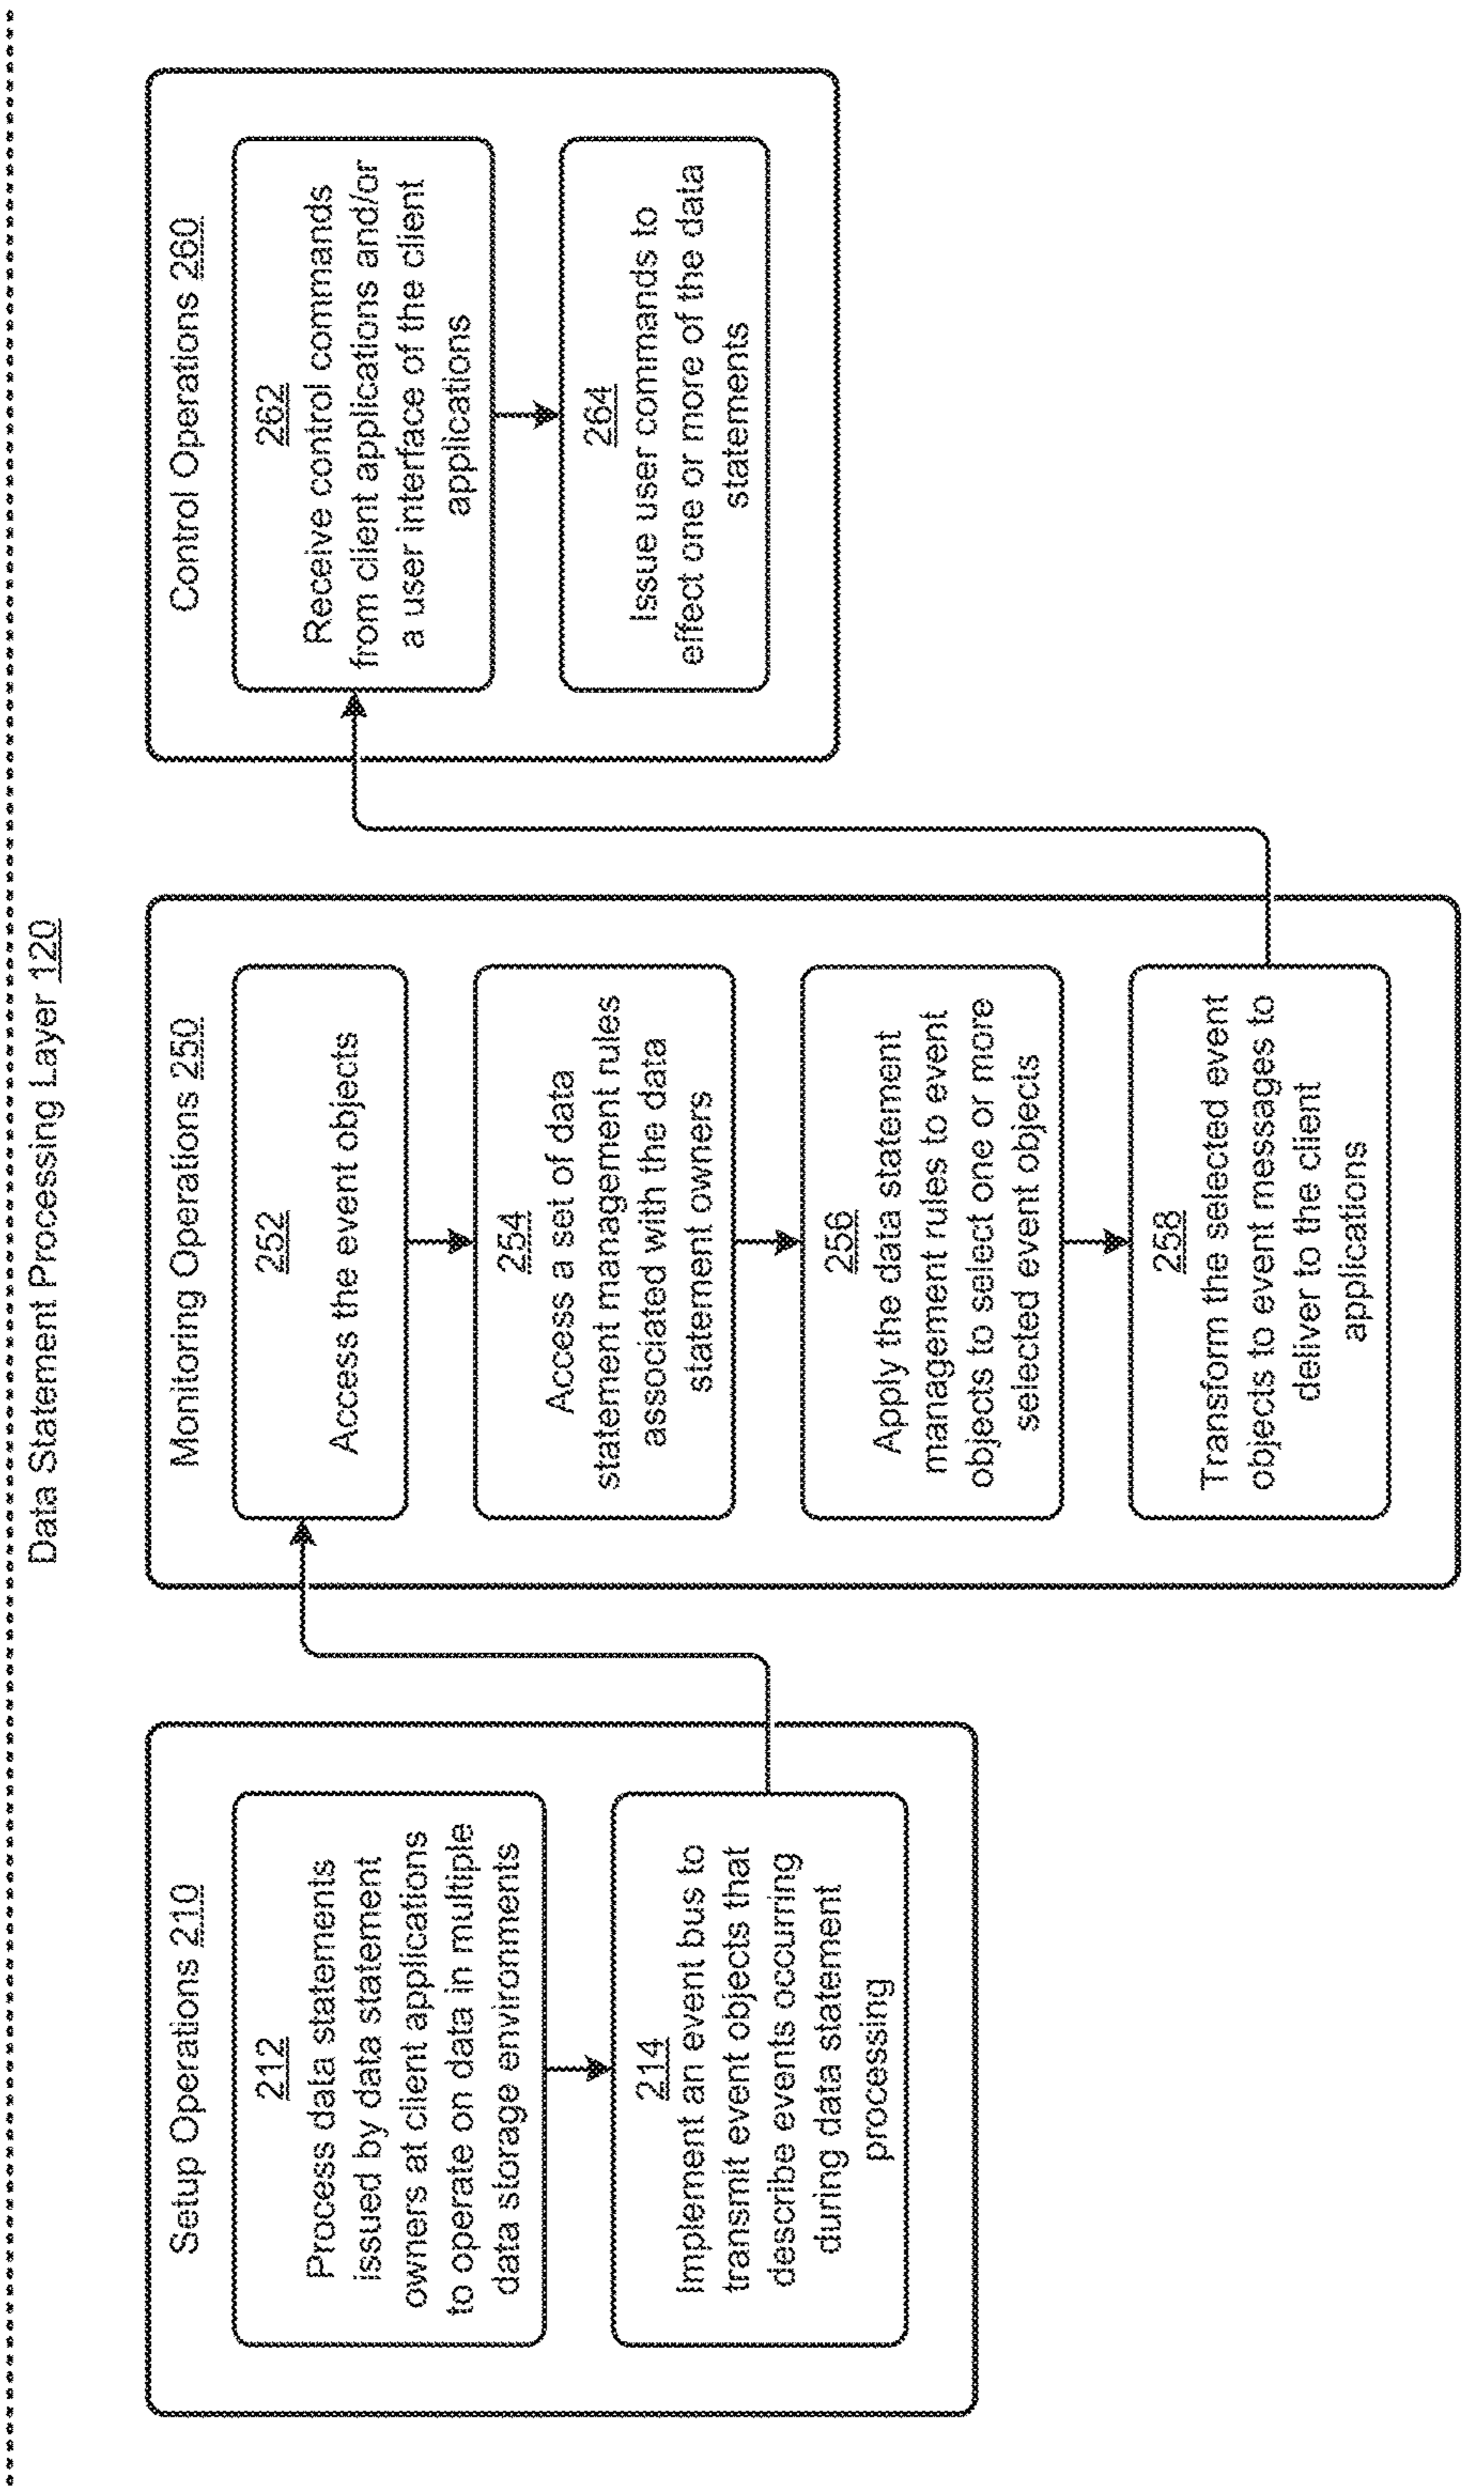 Data Statement Processing Layer 120
Setup Operations 210
212
Process data statements
issued by data statement
owners at client applications
to operate on data in multiple
data storage environments
214
Implement an event bus to
transmit event objects that
describe events occurring
during data statement
processing
Monitoring Operations 250
252
Access the event objects
254
Access a set of data
statement management rules
associated with the data
statement owners
256
Apply the data statement
management rules to event
objects to select one or more
selected event objects
258
Transform the selected event
objects to event messages to
deliver to the client
applications
Control Operations 260
262
Receive control commands
from client applications and/or
a user interface of the client
applications
264
Issue user commands to
effect one or more of the data
statements